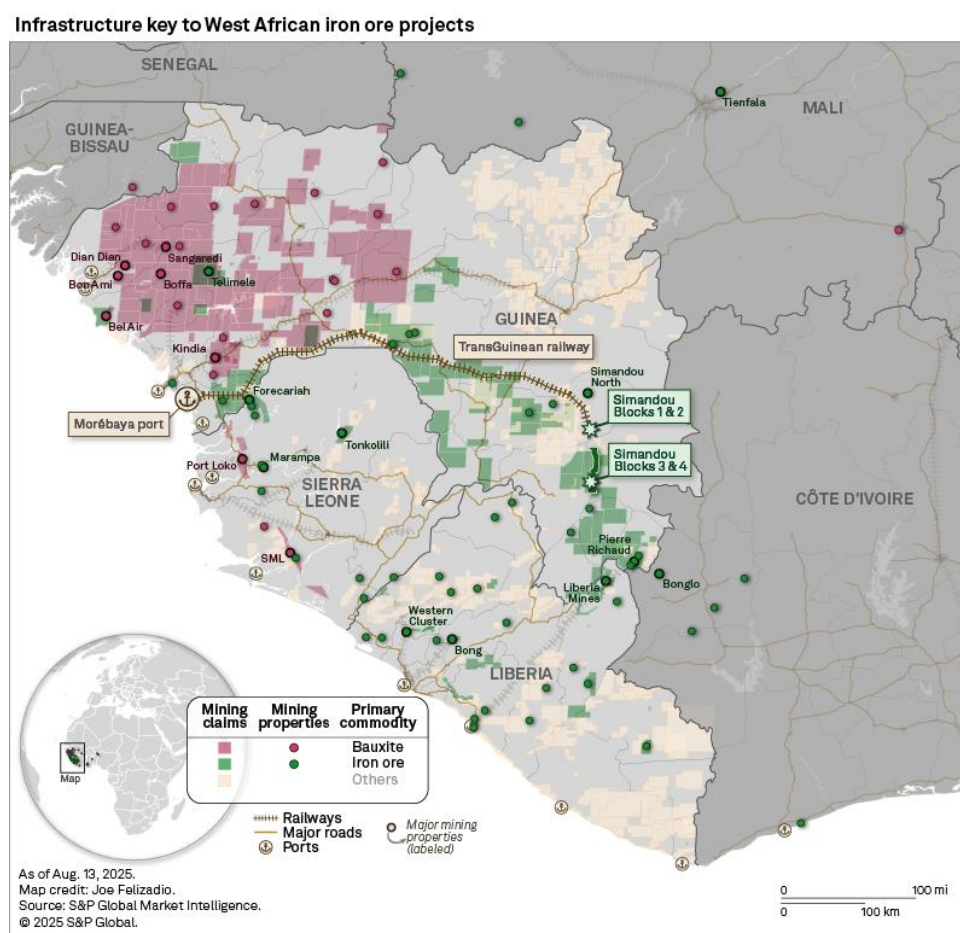 Infrastructure key to West African iron ore projects
SENEGAL
Tienfala
MALI
GUINEA-
BISSAU
Dian Dian
Sangaredi
BonAmi
Boffa
Telimele
BelAir
GUINEA
Kindia
TransGuinean railway
Simandou
North
Forecariah
Simandou
Blocks 1 & 2
Morébaya port
Tonkolili
Simandou
Blocks 3 & 4
Port Loko
Marampa
SIERRA
LEONE
CÔTE D'IVOIRE
SML
Pierre
Richaud
Bonglo
Liberia
Mines
Western
Cluster
Bong
LIBERIA
Map
Mining
claims
Mining
properties
Primary
commodity
Bauxite
Iron ore
Others
Railways
Major roads
Ports
Major mining
properties
(labeled)
As of Aug. 13, 2025.
Map credit: Joe Felizadio.
Source: S&P Global Market Intelligence.
© 2025 S&P Global.
0 100 mi
0 100 km